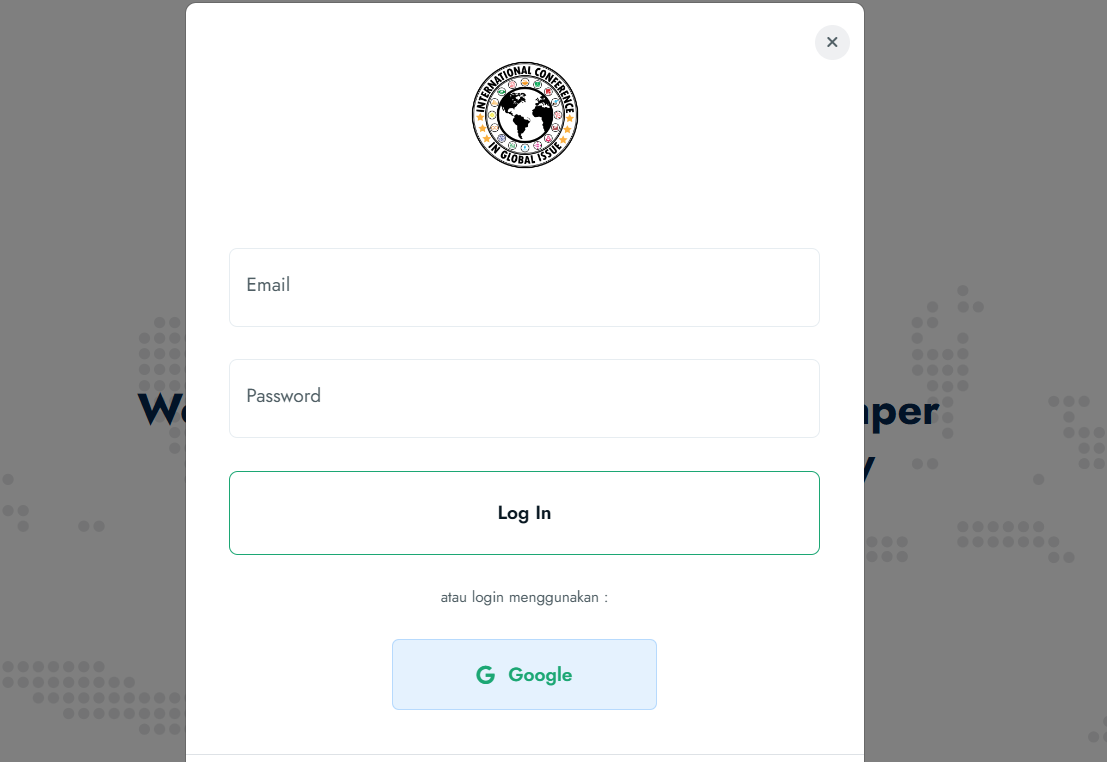 INTERNATIONAL CONFERENCE
IN GLOBAL ISSUE
Email
Password
Log In
atau login menggunakan :
Google